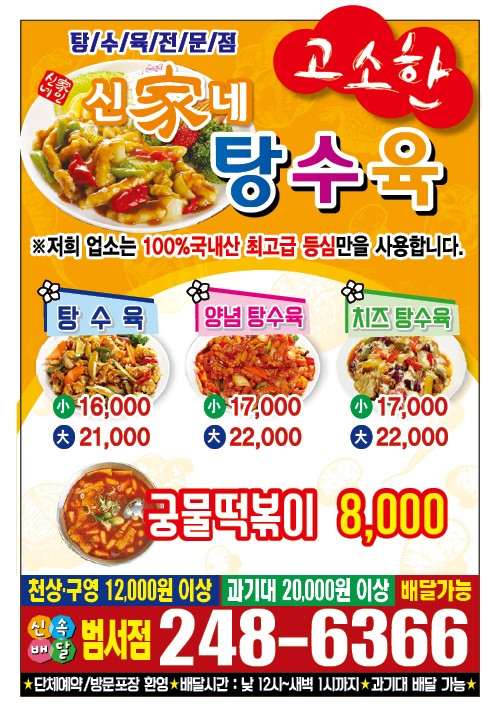 탕/수/육/전/문/점
고소한
신家네
신家네인
탕수육
※저희 업소는 100%국내산 최고급 등심만을 사용합니다.
탕 수 육
小 16,000
大 21,000
양념 탕수육
小 17,000
大 22,000
치즈 탕수육
小 17,000
大 22,000
궁물떡볶이 8,000
천상·구영 12,000원 이상 과기대 20,000원 이상 배달가능
신속배달 범서점 248-6366
★단체예약/방문포장 환영★배달시간 : 낮 12시~새벽 1시까지★과기대 배달 가능★